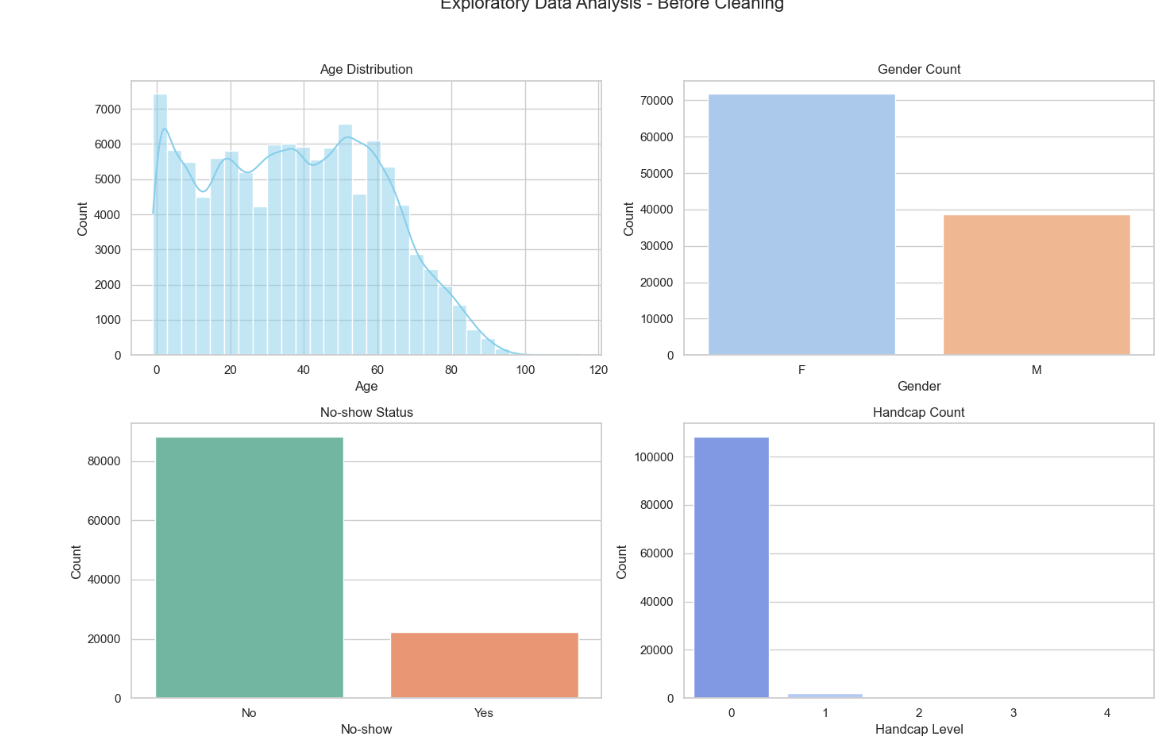 Exploratory Data Analysis - Before Cleaning
Age Distribution
7000
6000
5000
4000
3000
2000
1000
0
Count
0 20 40 60 80 100 120
Age
Gender Count
70000
60000
50000
40000
30000
20000
10000
0
Count
F M
Gender
No-show Status
80000
60000
40000
20000
0
Count
No Yes
No-show
Handcap Count
100000
80000
60000
40000
20000
0
Count
0 1 2 3 4
Handcap Level